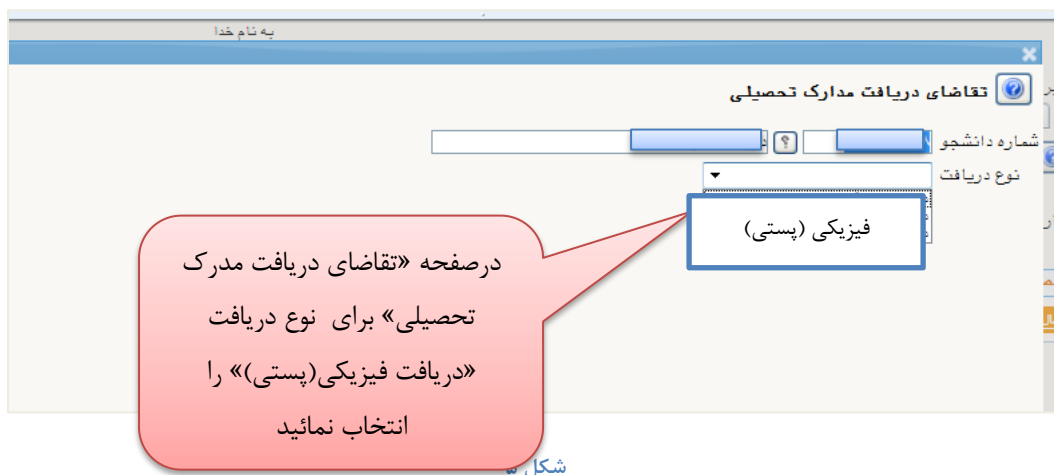 به نام خدا
تقاضای دریافت مدارک تحصیلی
شماره دانشجو
نوع دریافت
فیزیکی (پستی)
درصفحه «تقاضای دریافت مدرک
تحصیلی» برای نوع دریافت
«دریافت فیزیکی(پستی)» را
انتخاب نمائید
شکل